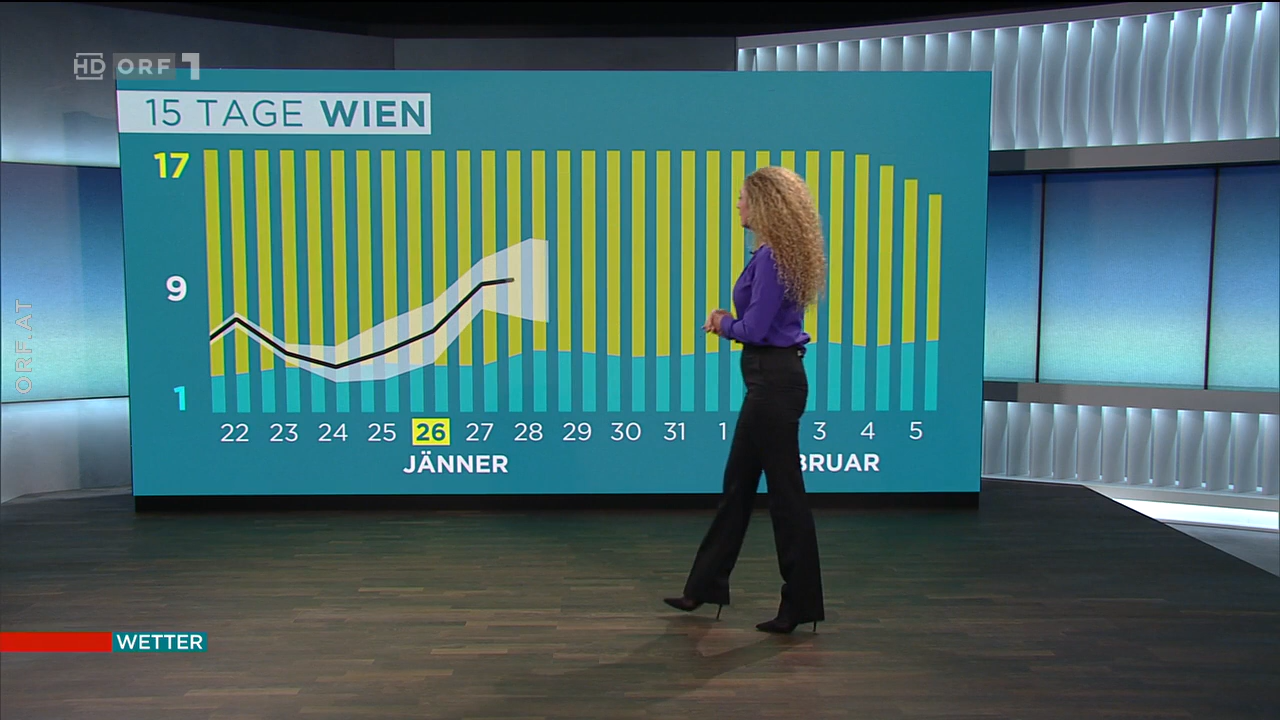 HD ORF 1
15 TAGE WIEN
17
9
1
22 23 24 25 26 27 28 29 30 31 1 3 4 5
JÄNNER BRUAR
ORF.AT
WETTER